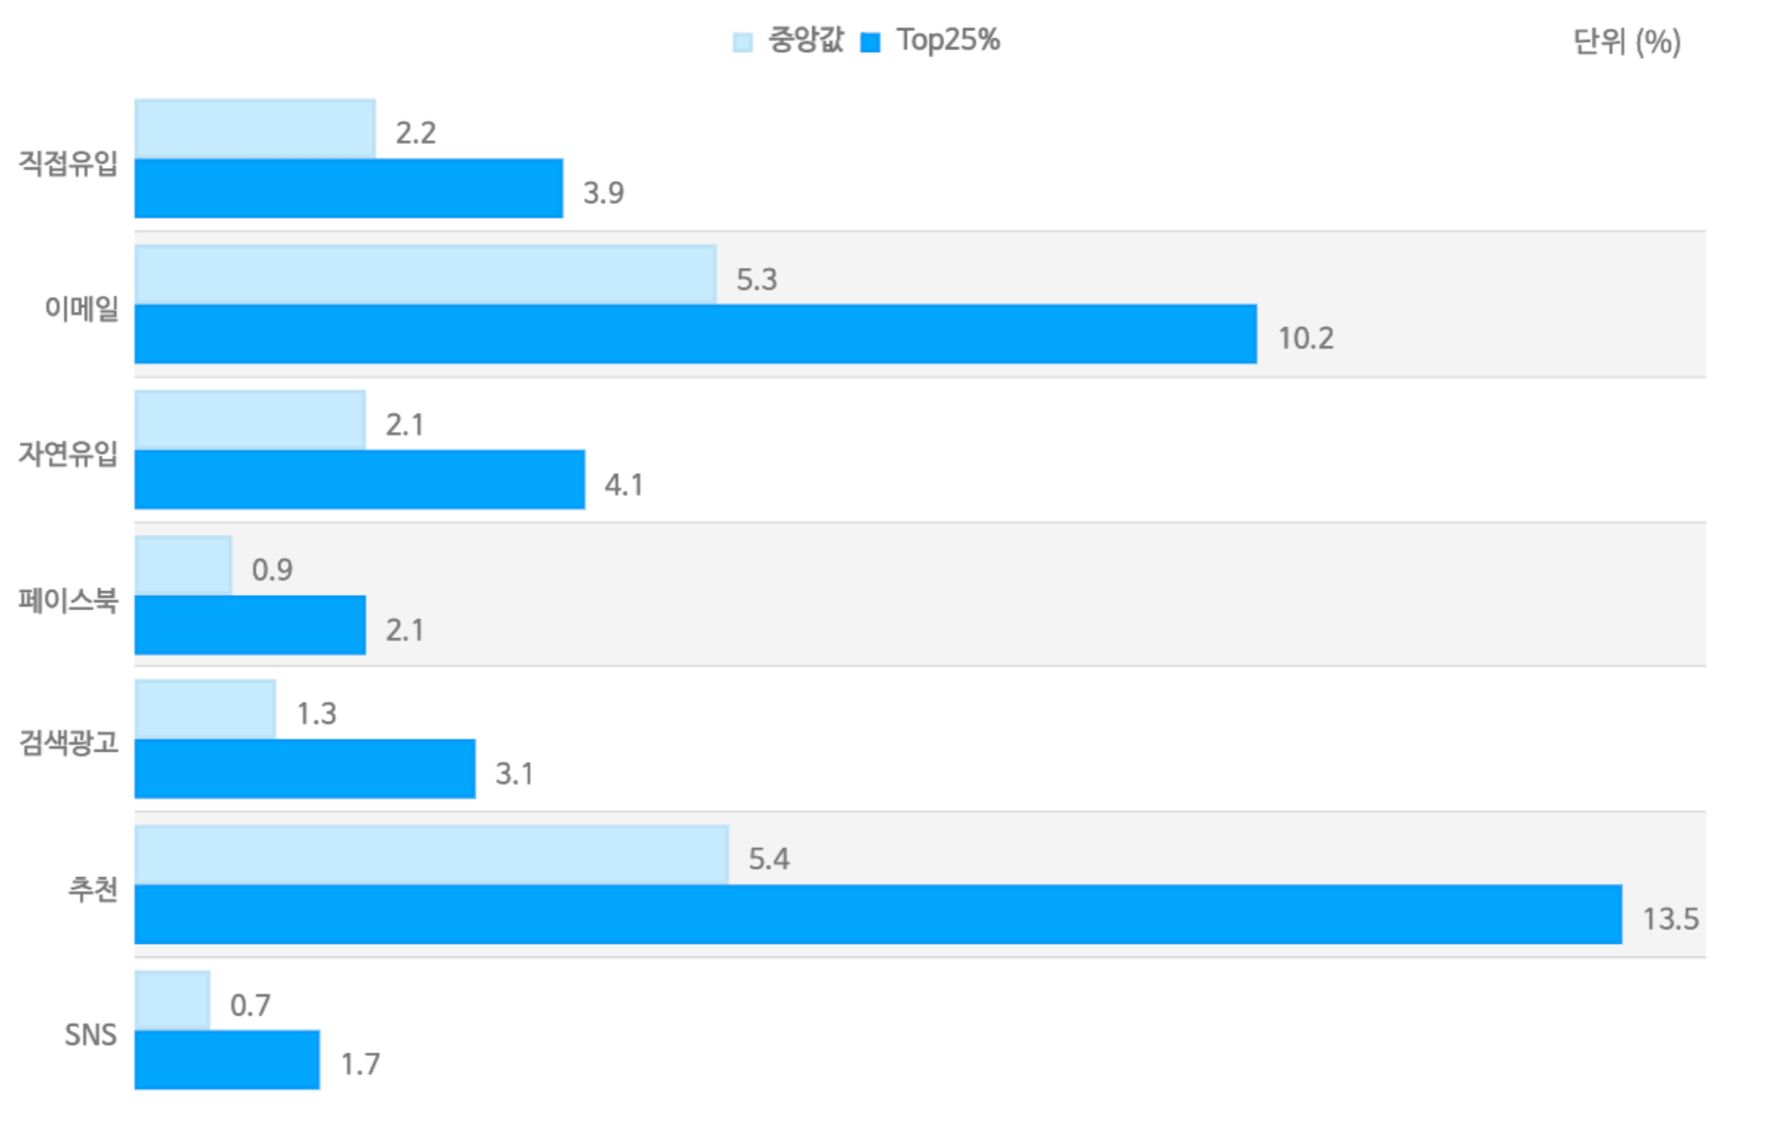 중앙값 Top25% 단위 (%)
직접유입 2.2
3.9
이메일 5.3
10.2
자연유입 2.1
4.1
페이스북 0.9
2.1
검색광고 1.3
3.1
추천 5.4
13.5
SNS 0.7
1.7